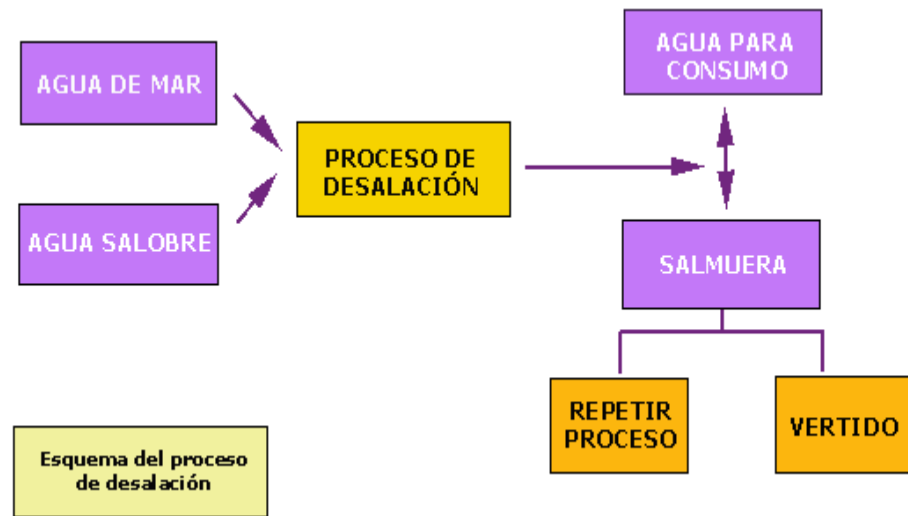 AGUA DE MAR
AGUA SALOBRE
PROCESO DE
DESALACIÓN
AGUA PARA
CONSUMO
SALMUERA
REPETIR
PROCESO
VERTIDO
Esquema del proceso
de desalación